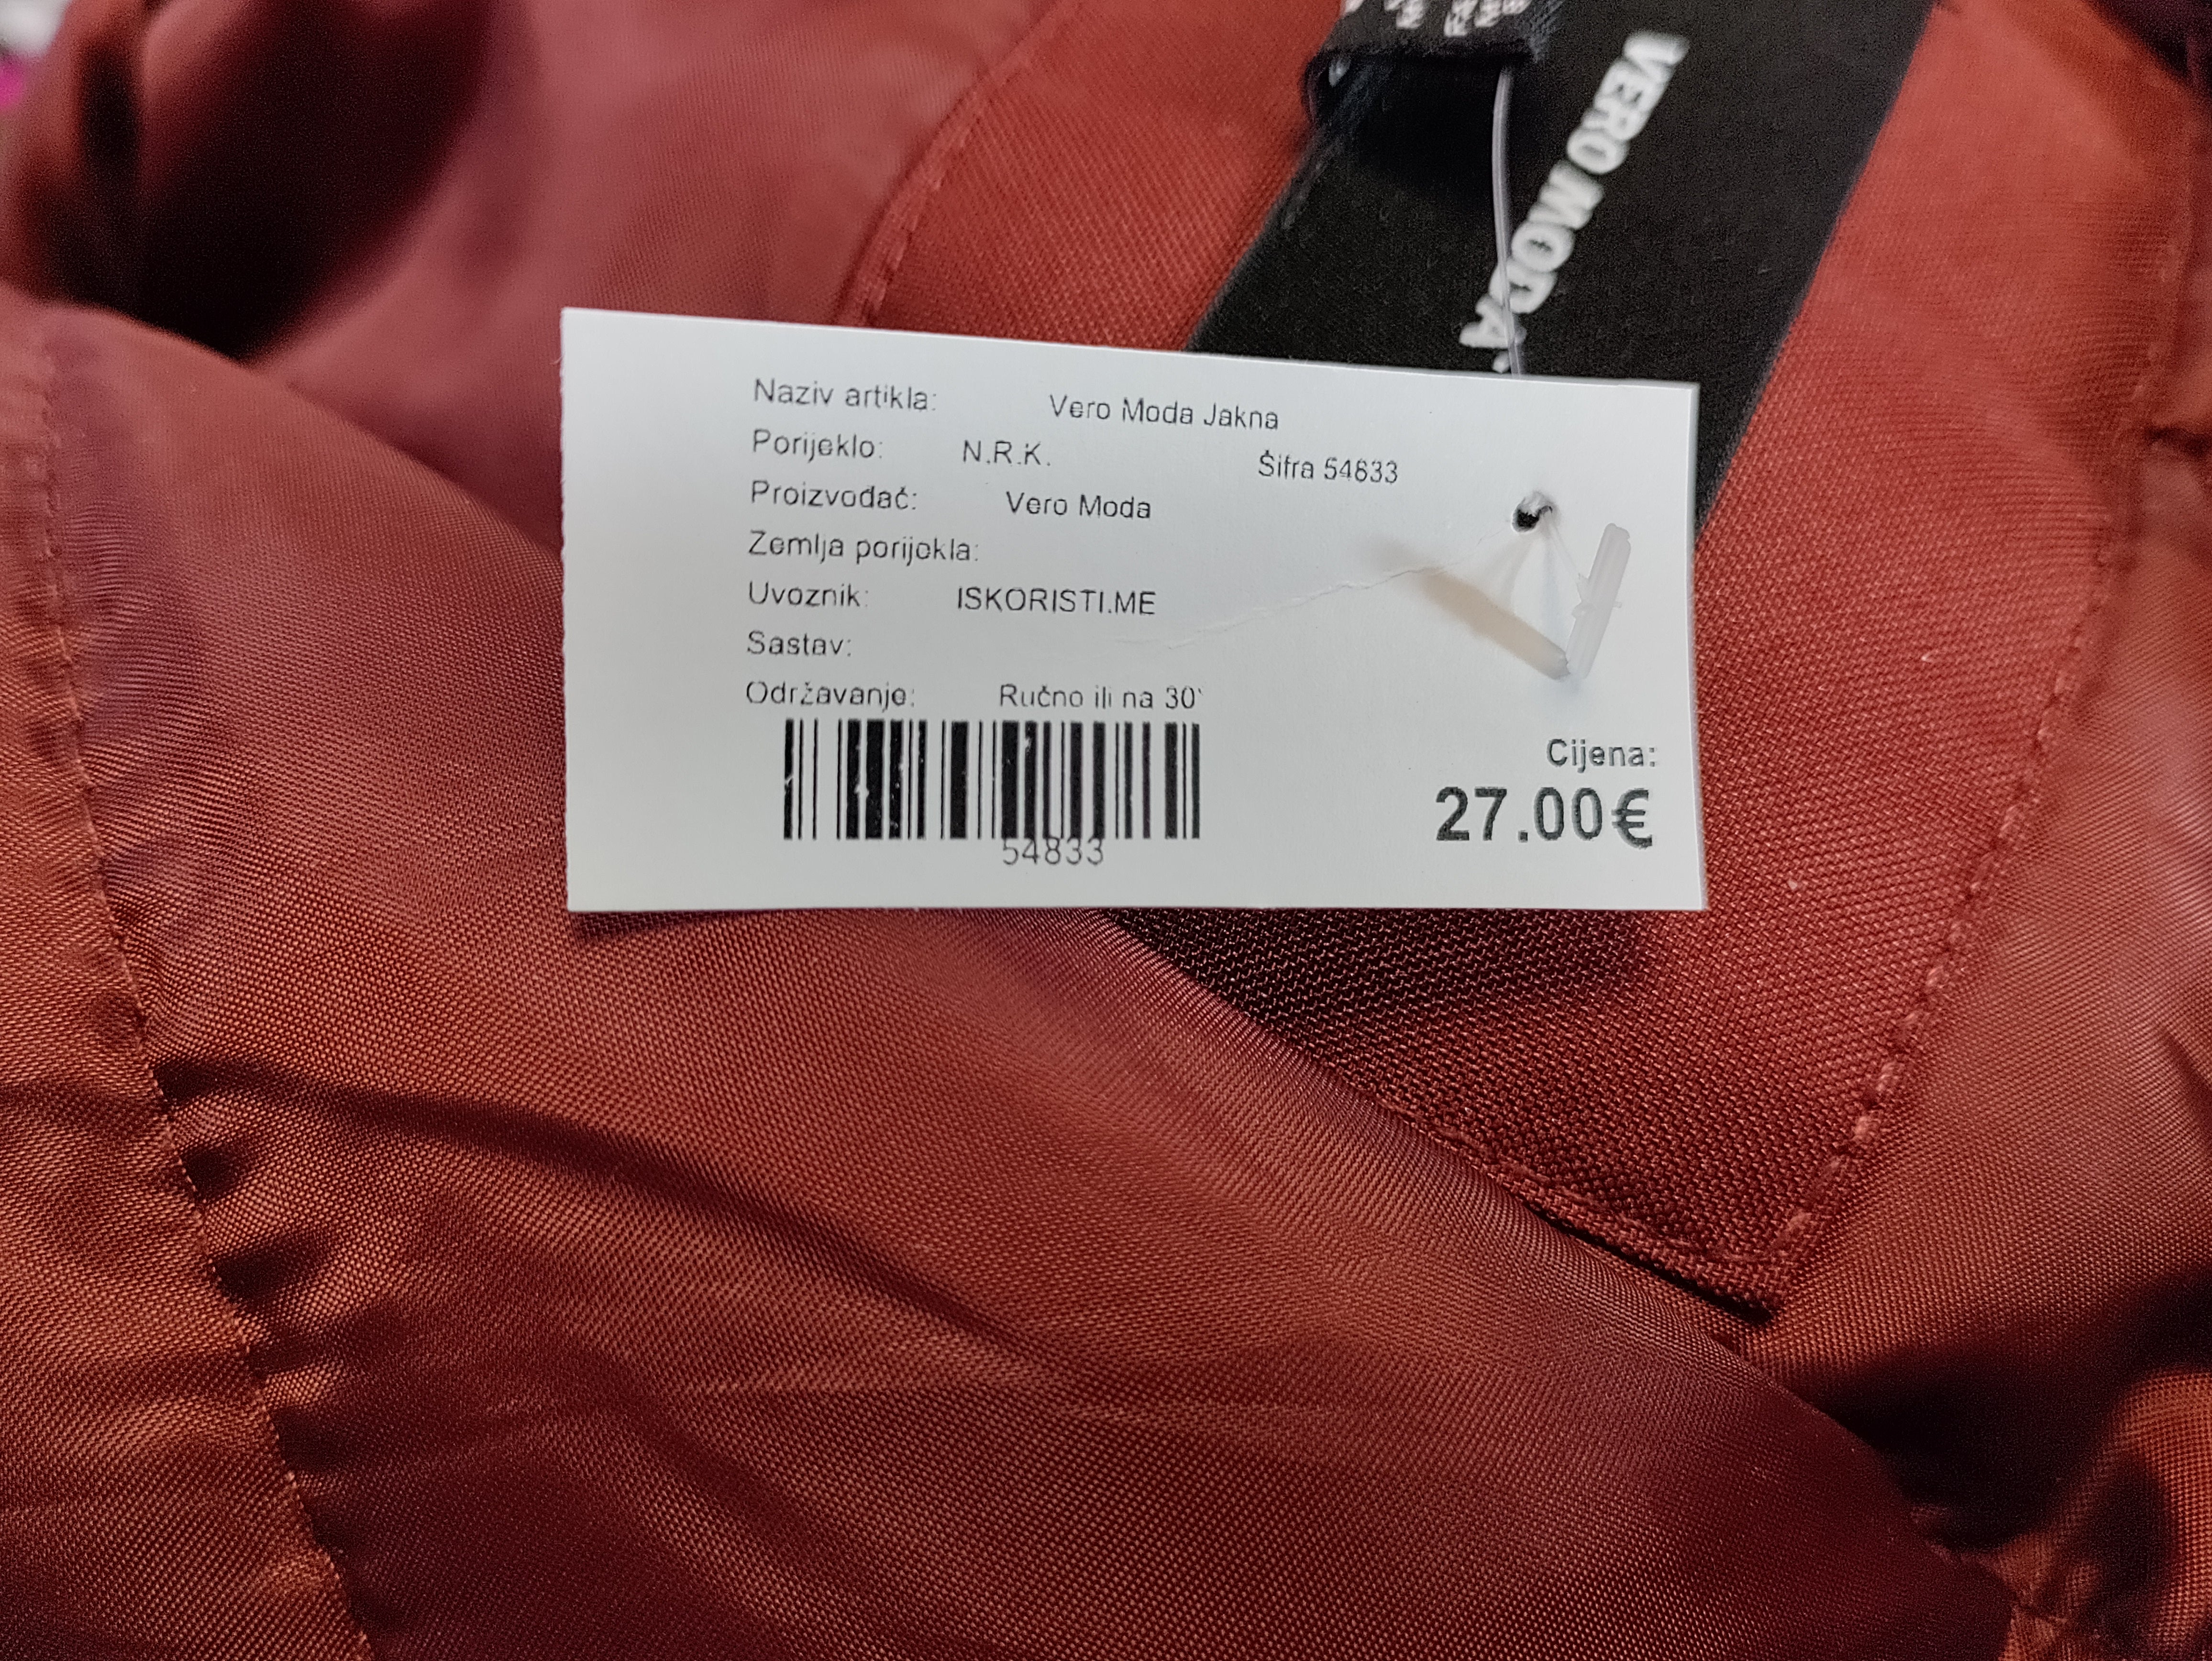 VERO MODA
Naziv artikla: Vero Moda Jakna
Porijeklo: N.R.K. Šifra 54833
Proizvođač: Vero Moda
Zemlja porijekla:
Uvoznik: ISKORISTI.ME
Sastav:
Održavanje: Ručno ili na 30'
54833
Cijena:
27.00€